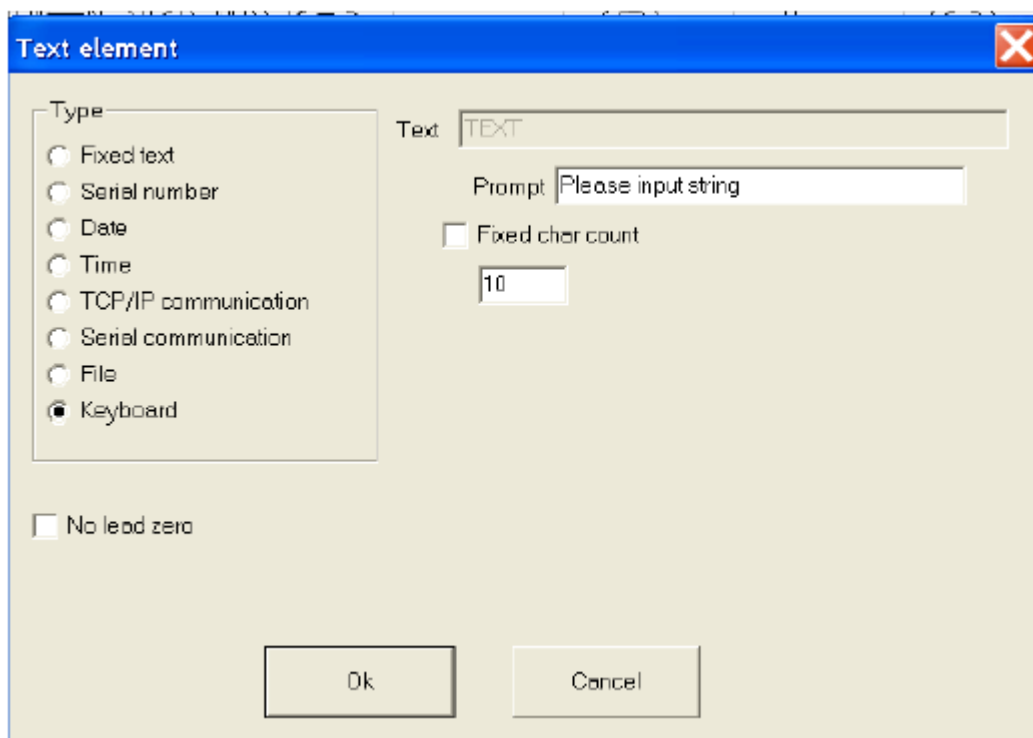 Text element
Type
Fixed text
Serial number
Date
Time
TCP/IP communication
Serial communication
File
Keyboard
No lead zero
Text TEXT
Prompt Please input string
Fixed char count
10
Ok Cancel